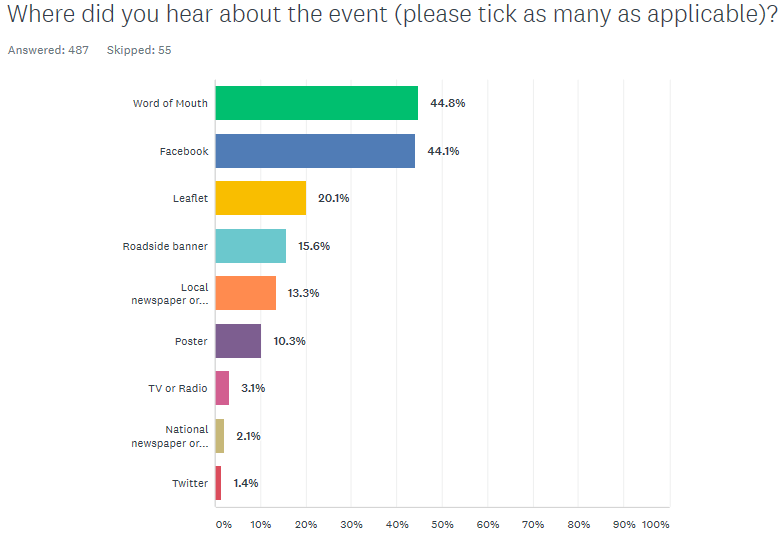 Where did you hear about the event (please tick as many as applicable)?
Answered: 487 Skipped: 55
Word of Mouth 44.8%
Facebook 44.1%
Leaflet 20.1%
Roadside banner 15.6%
Local
newspaper or... 13.3%
Poster 10.3%
TV or Radio 3.1%
National
newspaper or... 2.1%
Twitter 1.4%
0% 10% 20% 30% 40% 50% 60% 70% 80% 90% 100%